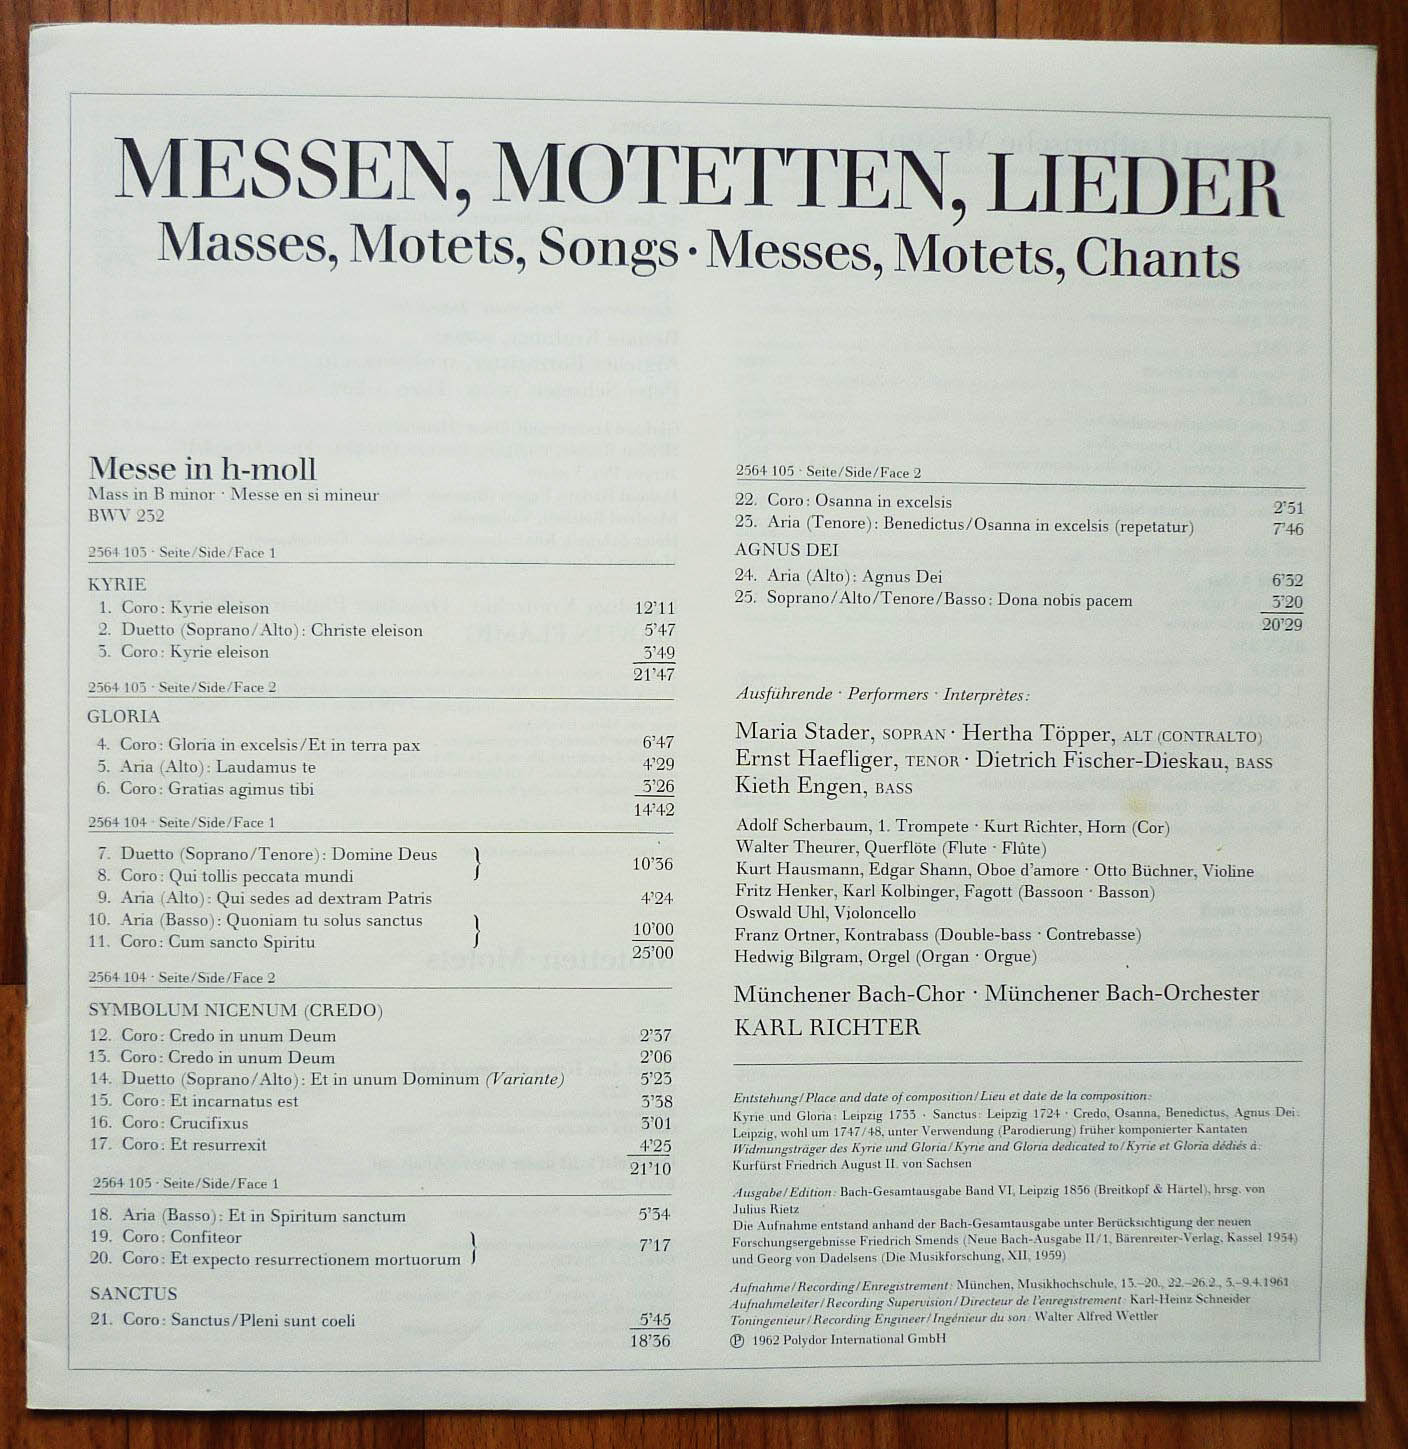 MESSEN, MOTETTEN, LIEDER
Masses, Motets, Songs · Messes, Motets, Chants
Messe in h-moll
Mass in B minor · Messe en si mineur
BWV 232
2564 103 · Seite/Side/Face 1
KYRIE
1. Coro: Kyrie eleison 12'11
2. Duetto (Soprano/Alto): Christe eleison 5'47
3. Coro: Kyrie eleison 3'49
21'47
2564 103 · Seite/Side/Face 2
GLORIA
4. Coro: Gloria in excelsis/Et in terra pax 6'47
5. Aria (Alto): Laudamus te 4'29
6. Coro: Gratias agimus tibi 3'26
14'42
2564 104 · Seite/Side/Face 1
7. Duetto (Soprano/Tenore): Domine Deus
8. Coro: Qui tollis peccata mundi } 10'36
9. Aria (Alto): Qui sedes ad dextram Patris 4'24
10. Aria (Basso): Quoniam tu solus sanctus
11. Coro: Cum sancto Spiritu } 10'00
25'00
2564 104 · Seite/Side/Face 2
SYMBOLUM NICENUM (CREDO)
12. Coro: Credo in unum Deum 2'37
13. Coro: Credo in unum Deum 2'06
14. Duetto (Soprano/Alto): Et in unum Dominum (Variante) 5'23
15. Coro: Et incarnatus est 3'38
16. Coro: Crucifixus 3'01
17. Coro: Et resurrexit 4'25
21'10
2564 105 · Seite/Side/Face 1
18. Aria (Basso): Et in Spiritum sanctum 5'34
19. Coro: Confiteor
20. Coro: Et expecto resurrectionem mortuorum } 7'17
SANCTUS
21. Coro: Sanctus/Pleni sunt coeli 5'45
18'36
2564 105 · Seite/Side/Face 2
22. Coro: Osanna in excelsis 2'51
23. Aria (Tenore): Benedictus/Osanna in excelsis (repetatur) 7'46
AGNUS DEI
24. Aria (Alto): Agnus Dei 6'32
25. Soprano/Alto/Tenore/Basso: Dona nobis pacem 3'20
20'29
Ausführende · Performers · Interprètes:
Maria Stader, SOPRAN · Hertha Töpper, ALT (CONTRALTO)
Ernst Haefliger, TENOR · Dietrich Fischer-Dieskau, BASS
Kieth Engen, BASS
Adolf Scherbaum, 1. Trompete · Kurt Richter, Horn (Cor)
Walter Theurer, Querflöte (Flute · Flûte)
Kurt Hausmann, Edgar Shann, Oboe d'amore · Otto Büchner, Violine
Fritz Henker, Karl Kolbinger, Fagott (Bassoon · Basson)
Oswald Uhl, Violoncello
Franz Ortner, Kontrabass (Double-bass · Contrebasse)
Hedwig Bilgram, Orgel (Organ · Orgue)
Münchener Bach-Chor · Münchener Bach-Orchester
KARL RICHTER
Entstehung/Place and date of composition/Lieu et date de la composition:
Kyrie und Gloria: Leipzig 1733 · Sanctus: Leipzig 1724 · Credo, Osanna, Benedictus, Agnus Dei:
Leipzig, wohl um 1747/48, unter Verwendung (Parodierung) früher komponierter Kantaten
Widmungsträger des Kyrie und Gloria/Kyrie and Gloria dedicated to/Kyrie et Gloria dédiés à:
Kurfürst Friedrich August II. von Sachsen
Ausgabe/Edition: Bach-Gesamtausgabe Band VI, Leipzig 1856 (Breitkopf & Härtel), hrsg. von
Julius Rietz
Die Aufnahme entstand anhand der Bach-Gesamtausgabe unter Berücksichtigung der neuen
Forschungsergebnisse Friedrich Smends (Neue Bach-Ausgabe II/1, Bärenreiter-Verlag, Kassel 1954)
und Georg von Dadelsens (Die Musikforschung, XII, 1959)
Aufnahme/Recording/Enregistrement: München, Musikhochschule, 13.–20., 22.–26.2., 5.–9.4.1961
Aufnahmeleiter/Recording Supervision/Directeur de l'enregistrement: Karl-Heinz Schneider
Toningenieur/Recording Engineer/Ingénieur du son: Walter Alfred Wettler
℗ 1962 Polydor International GmbH